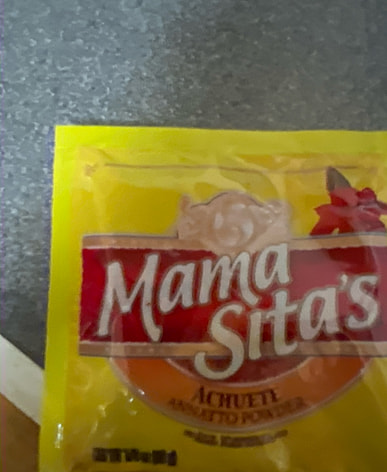 Mama
Sita's
ACHUETE
ANNATTO POWDER